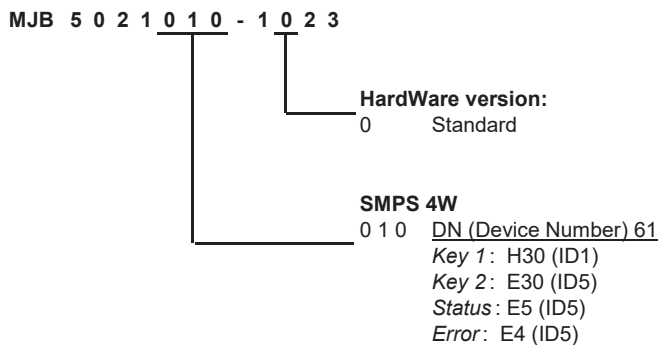 MJB 5 0 2 1 0 1 0 - 1 0 2 3
HardWare version:
0 Standard
SMPS 4W
0 1 0 DN (Device Number) 61
Key 1 : H30 (ID1)
Key 2 : E30 (ID5)
Status : E5 (ID5)
Error : E4 (ID5)